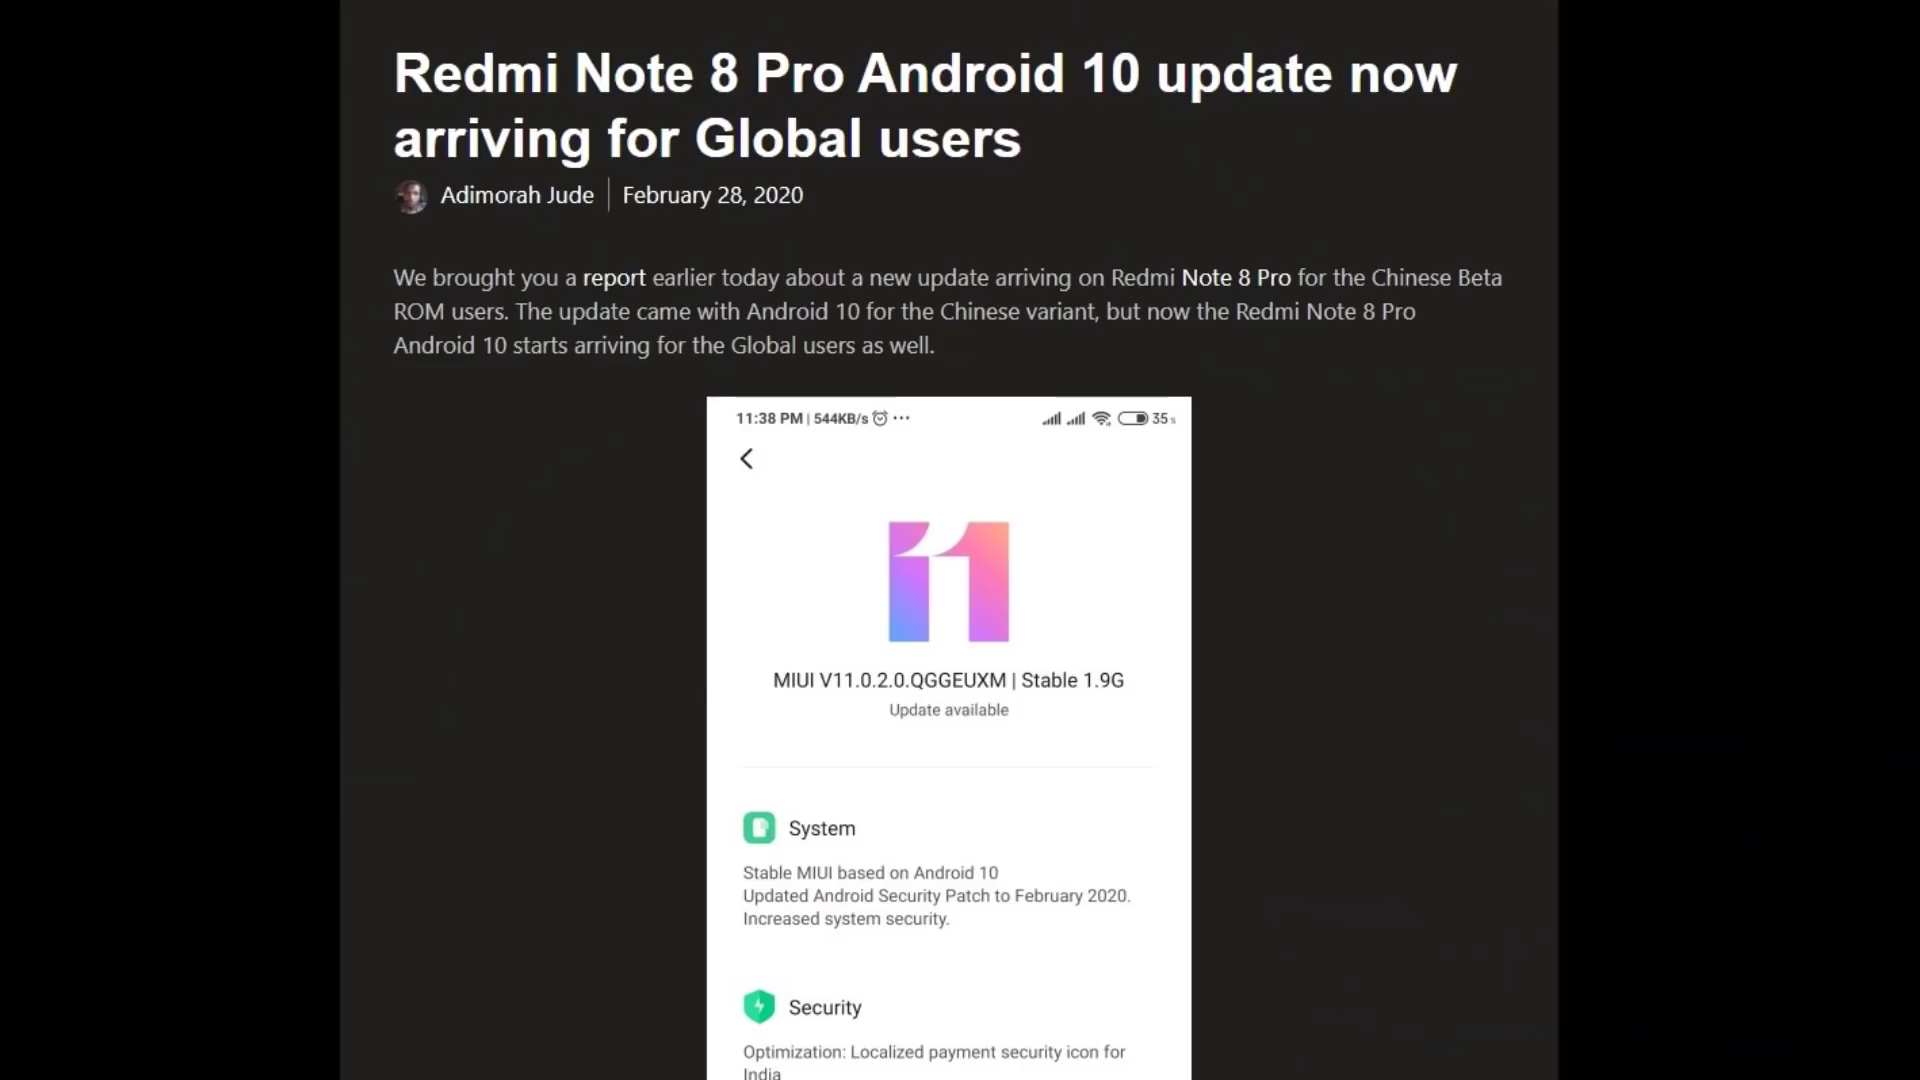 Redmi Note 8 Pro Android 10 update now
arriving for Global users
Adimorah Jude | February 28, 2020
We brought you a report earlier today about a new update arriving on Redmi Note 8 Pro for the Chinese Beta
ROM users. The update came with Android 10 for the Chinese variant, but now the Redmi Note 8 Pro
Android 10 starts arriving for the Global users as well.
11:38 PM | 544KB/s ... 35%
11
MIUI V11.0.2.0.QGGEUXM | Stable 1.9G
Update available
System
Stable MIUI based on Android 10
Updated Android Security Patch to February 2020.
Increased system security.
Security
Optimization: Localized payment security icon for
India